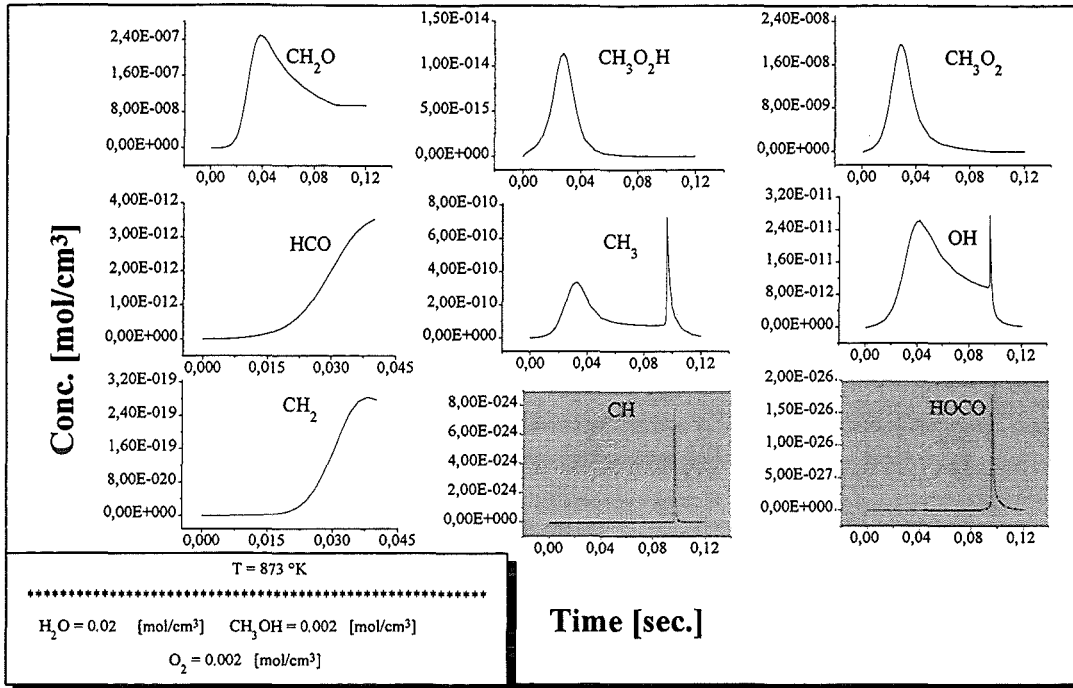 2,40E-007
1,60E-007
8,00E-008
0,00E+000
CH₂O
0,00 0,04 0,08 0,12
1,50E-014
1,00E-014
5,00E-015
0,00E+000
CH₃O₂H
0,00 0,04 0,08 0,12
2,40E-008
1,60E-008
8,00E-009
0,00E+000
CH₃O₂
0,00 0,04 0,08 0,12
Conc. [mol/cm³]
4,00E-012
3,00E-012
2,00E-012
1,00E-012
0,00E+000
HCO
0,000 0,015 0,030 0,045
8,00E-010
6,00E-010
4,00E-010
2,00E-010
0,00E+000
CH₃
0,00 0,04 0,08 0,12
3,20E-011
2,40E-011
1,60E-011
8,00E-012
0,00E+000
OH
0,00 0,04 0,08 0,12
3,20E-019
2,40E-019
1,60E-019
8,00E-020
0,00E+000
CH₂
0,000 0,015 0,030 0,045
8,00E-024
6,00E-024
4,00E-024
2,00E-024
0,00E+000
CH
0,00 0,04 0,08 0,12
2,00E-026
1,50E-026
1,00E-026
5,00E-027
0,00E+000
HOCO
0,00 0,04 0,08 0,12
T = 873 °K
H₂O = 0.02 [mol/cm³] CH₃OH = 0.002 [mol/cm³]
O₂ = 0.002 [mol/cm³]
Time [sec.]